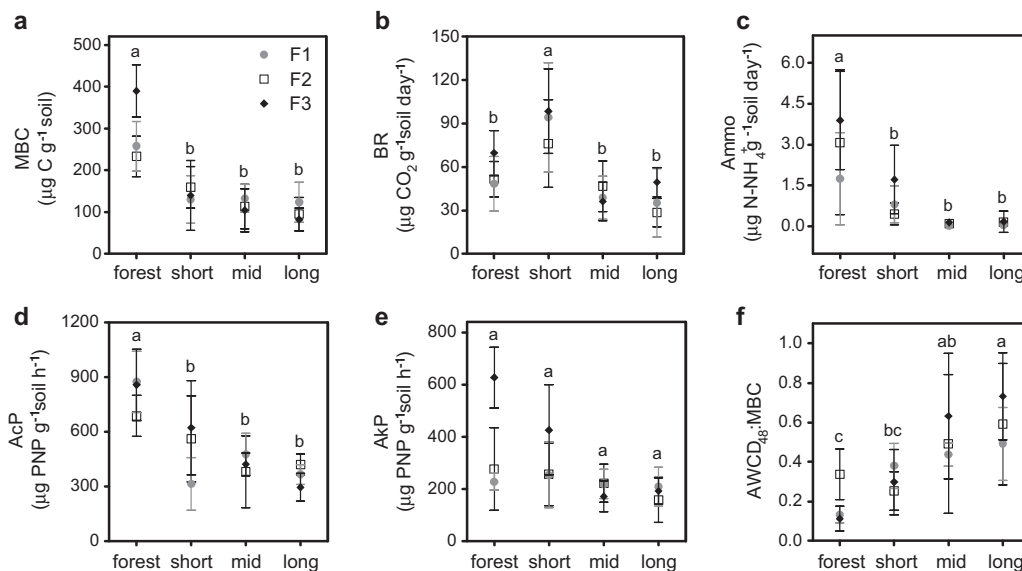 a
MBC
(µg C g⁻¹soil)
500
400
300
200
100
0
a
b
b
b
F1
F2
F3
forest short mid long
b
BR
(µg CO₂ g⁻¹soil day⁻¹)
150
120
90
60
30
0
b
a
b
b
forest short mid long
c
Ammo
(µg N-NH₄⁺g⁻¹soil day⁻¹)
6.0
4.5
3.0
1.5
0.0
a
b
b
b
forest short mid long
d
AcP
(µg PNP g⁻¹soil h⁻¹)
1200
900
600
300
0
a
b
b
b
forest short mid long
e
AkP
(µg PNP g⁻¹soil h⁻¹)
800
600
400
200
0
a
a
a
a
forest short mid long
f
AWCD₄₈:MBC
1.0
0.8
0.6
0.4
0.2
0.0
c
bc
ab
a
forest short mid long